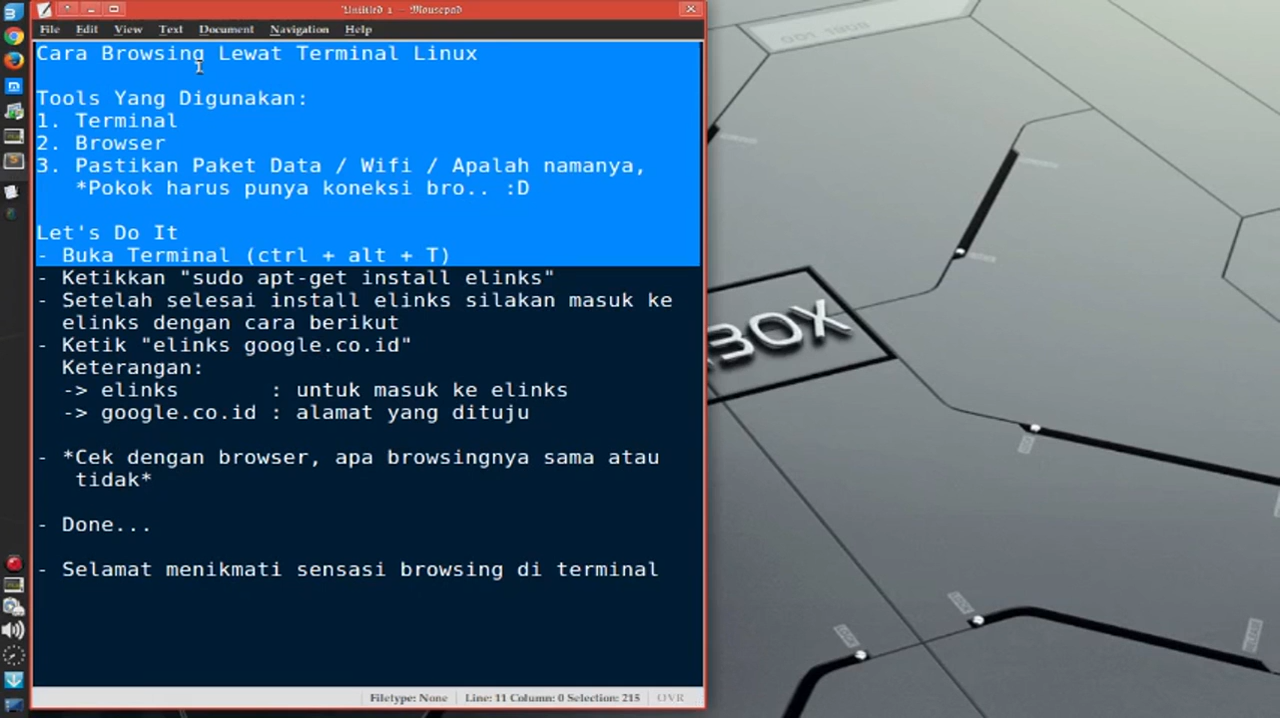 Untitled 1 - Mousepad
File Edit View Text Document Navigation Help
Cara Browsing Lewat Terminal Linux
Tools Yang Digunakan:
1. Terminal
2. Browser
3. Pastikan Paket Data / Wifi / Apalah namanya,
*Pokok harus punya koneksi bro.. :D
Let's Do It
- Buka Terminal (ctrl + alt + T)
- Ketikkan "sudo apt-get install elinks"
- Setelah selesai install elinks silakan masuk ke
elinks dengan cara berikut
- Ketik "elinks google.co.id"
Keterangan:
-> elinks : untuk masuk ke elinks
-> google.co.id : alamat yang dituju
- *Cek dengan browser, apa browsingnya sama atau
tidak*
- Done...
- Selamat menikmati sensasi browsing di terminal
Filetype: None Line: 11 Column: 0 Selection: 215 OVR
BOX